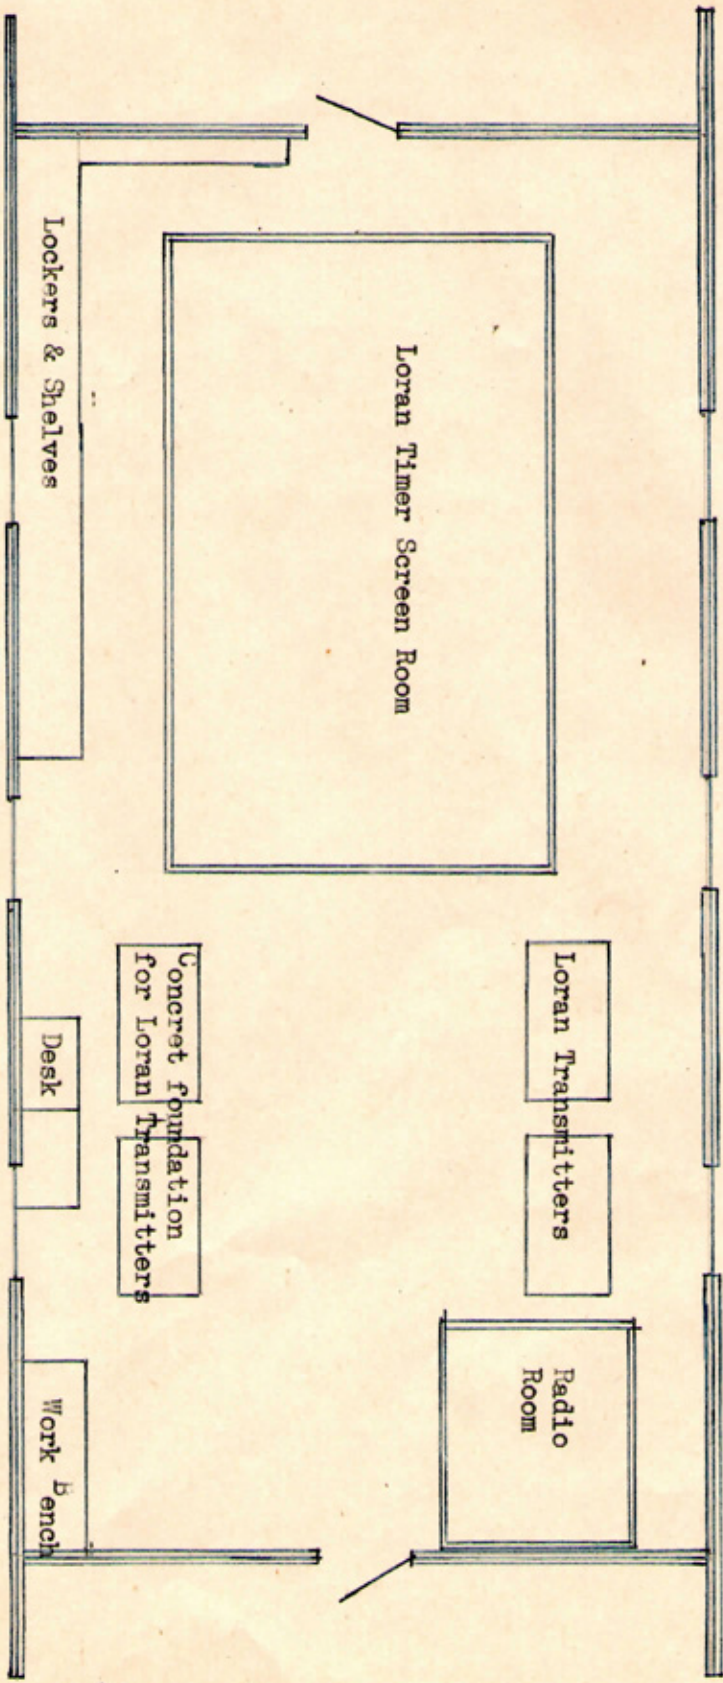 Lockers & Shelves
Loran Timer Screen Room
Loran Transmitters
Concret foundation
for Loran Transmitters
Desk
Radio
Room
Work Bench